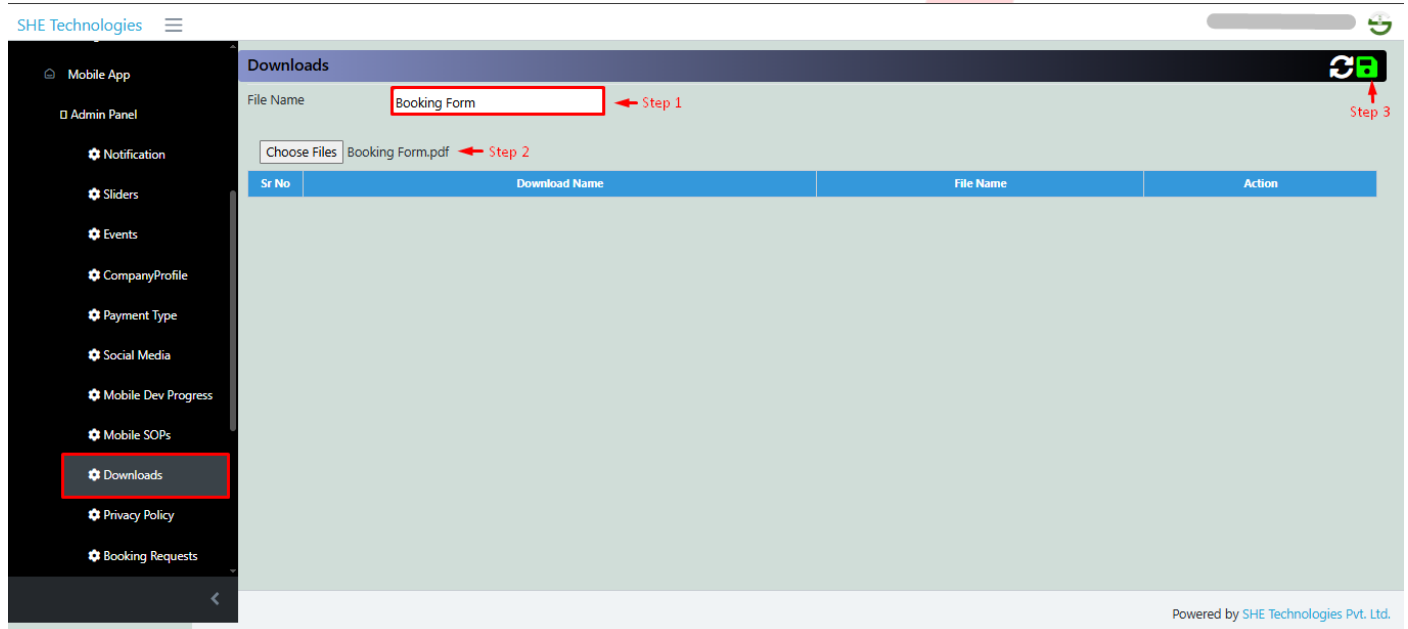 SHE Technologies
Mobile App
Admin Panel
Notification
Sliders
Events
CompanyProfile
Payment Type
Social Media
Mobile Dev Progress
Mobile SOPs
Downloads
Privacy Policy
Booking Requests
Downloads
File Name
Booking Form
Step 1
Step 3
Choose Files Booking Form.pdf
Step 2
Sr No Download Name File Name Action
Powered by SHE Technologies Pvt. Ltd.